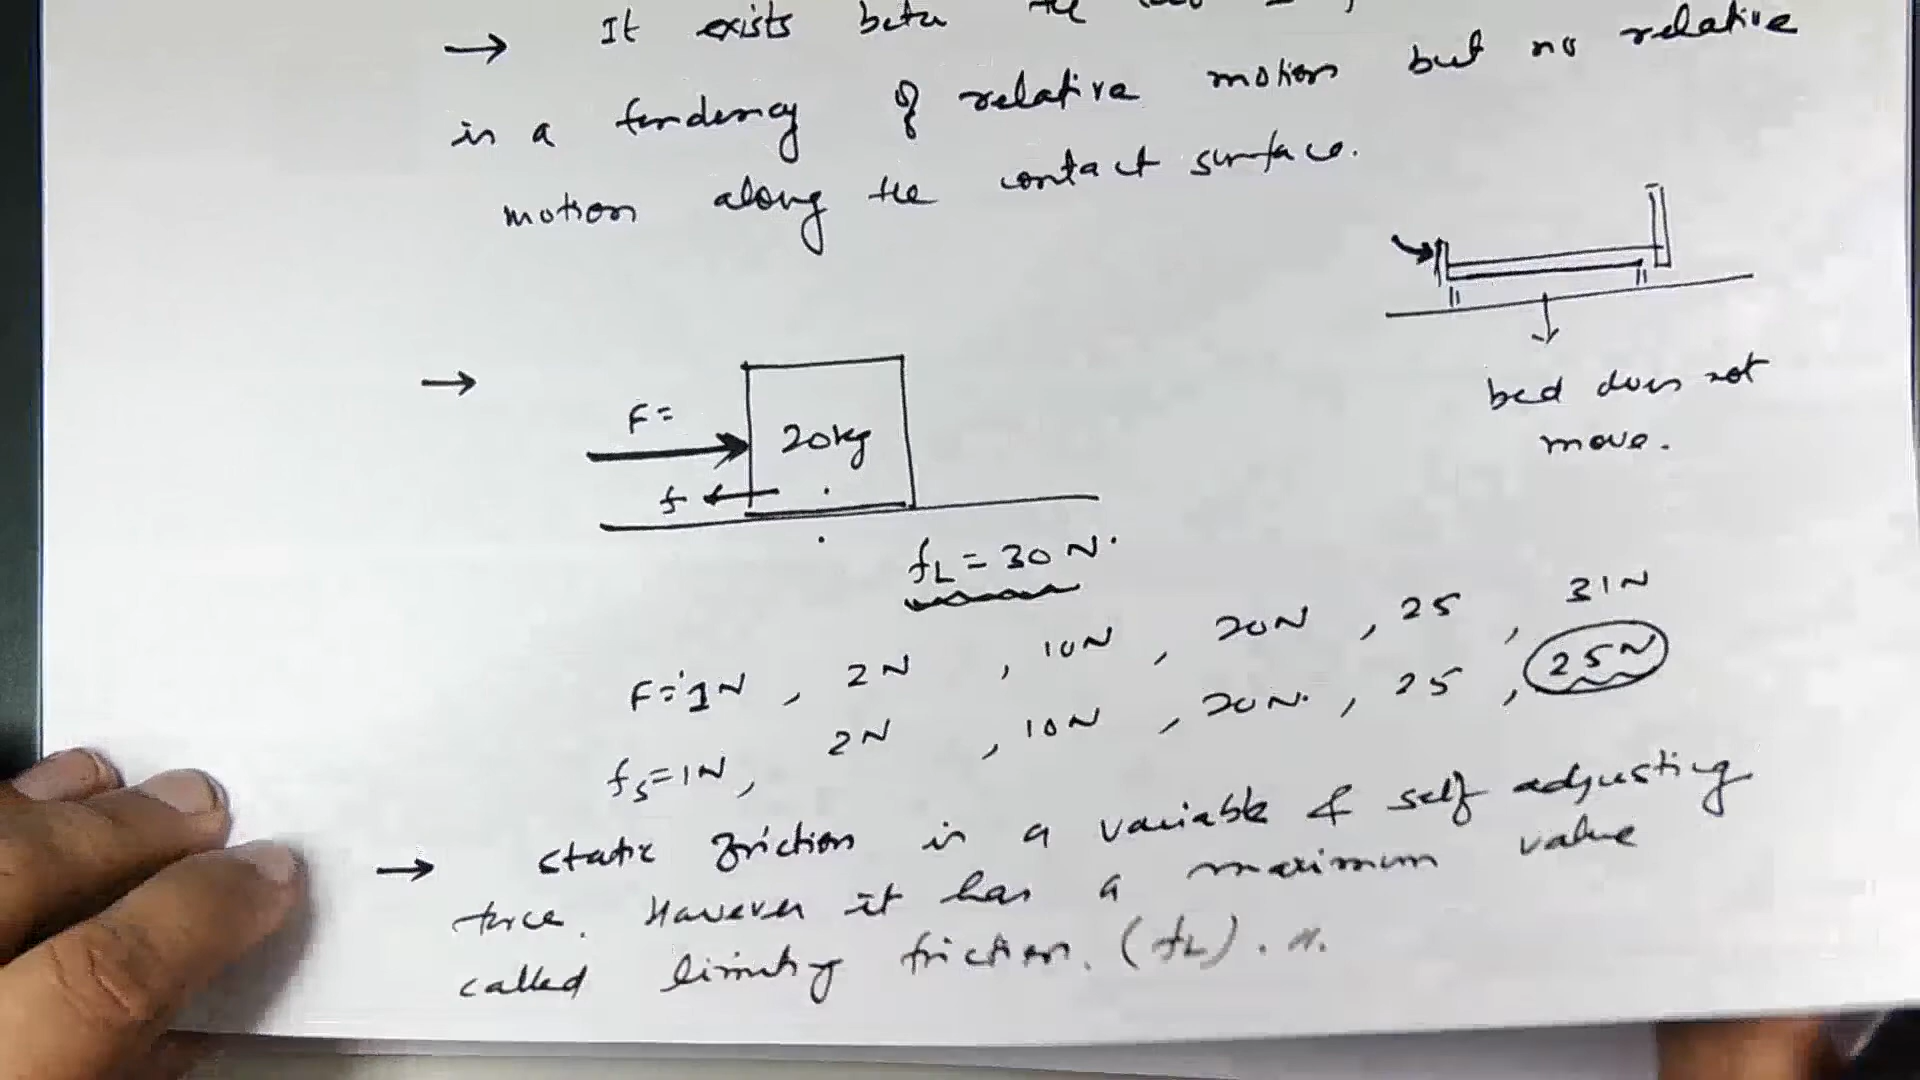 → It exists betn the
is a tendency of relative motion but no relative
motion along the contact surface.
→ F=
20kg
f
bed does not
move.
fL = 30 N.
F = 1N , 2N , 10N , 20N , 25 , 31N
fs = 1N, 2N , 10N , 20N. , 25 , 25N
→ static friction is a variable & self adjusting
force. However it has a maximum value
called limiting friction. (fL).